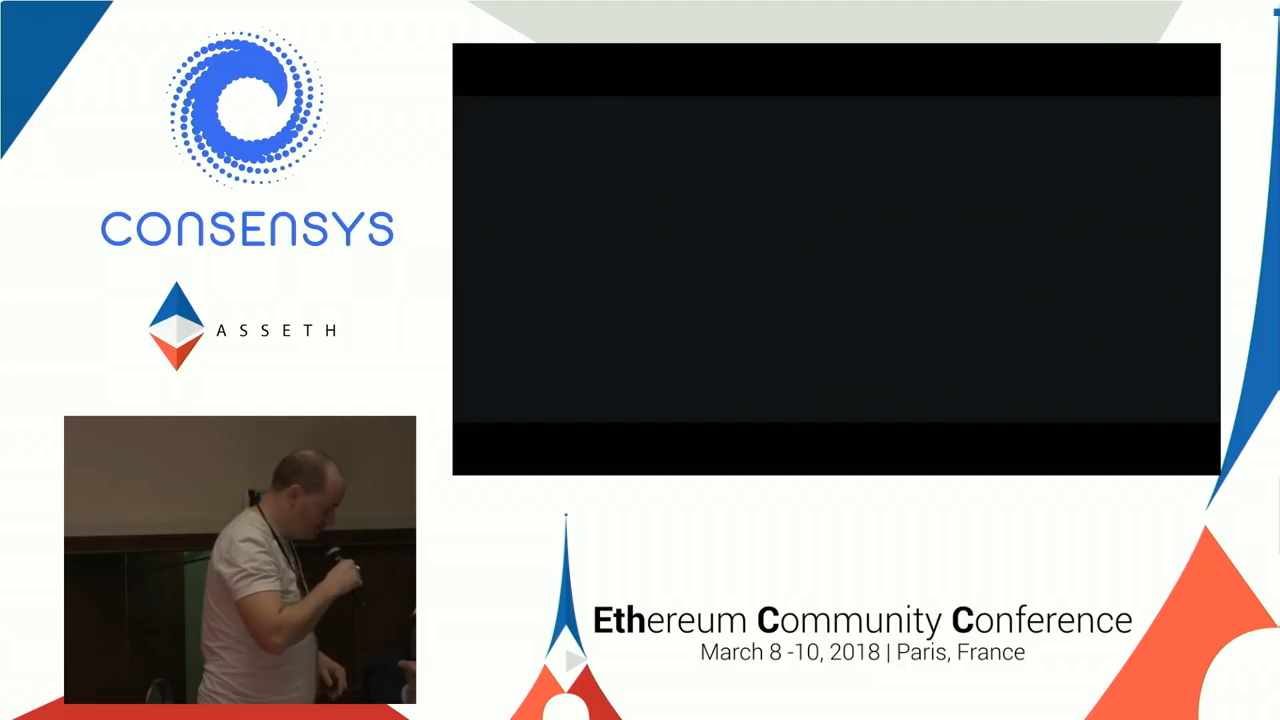 CONSENSYS
ASSETH
Ethereum Community Conference
March 8 -10, 2018 | Paris, France